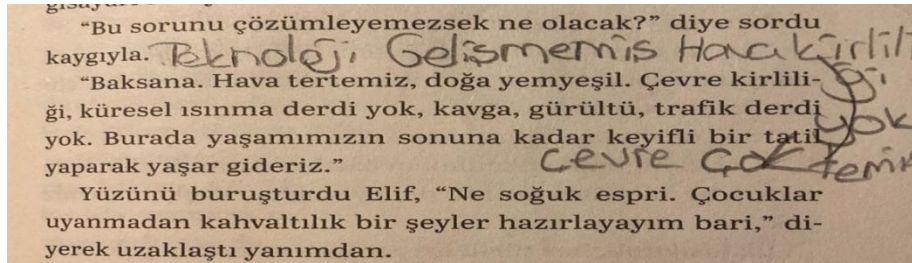 “Bu sorunu çözümleyemezsek ne olacak?” diye sordu
kaygıyla. Teknoloji Gelişmemis Hava kirlili
“Baksana. Hava tertemiz, doğa yemyeşil. Çevre kirlili-
ği
ği, küresel ısınma derdi yok, kavga, gürültü, trafik derdi
yok. Burada yaşamımızın sonuna kadar keyifli bir tatil
yok
yaparak yaşar gideriz.”
Çevre Çok temiz
Yüzünü buruşturdu Elif, “Ne soğuk espri. Çocuklar
uyanmadan kahvaltılık bir şeyler hazırlayayım bari,” di-
yerek uzaklaştı yanımdan.